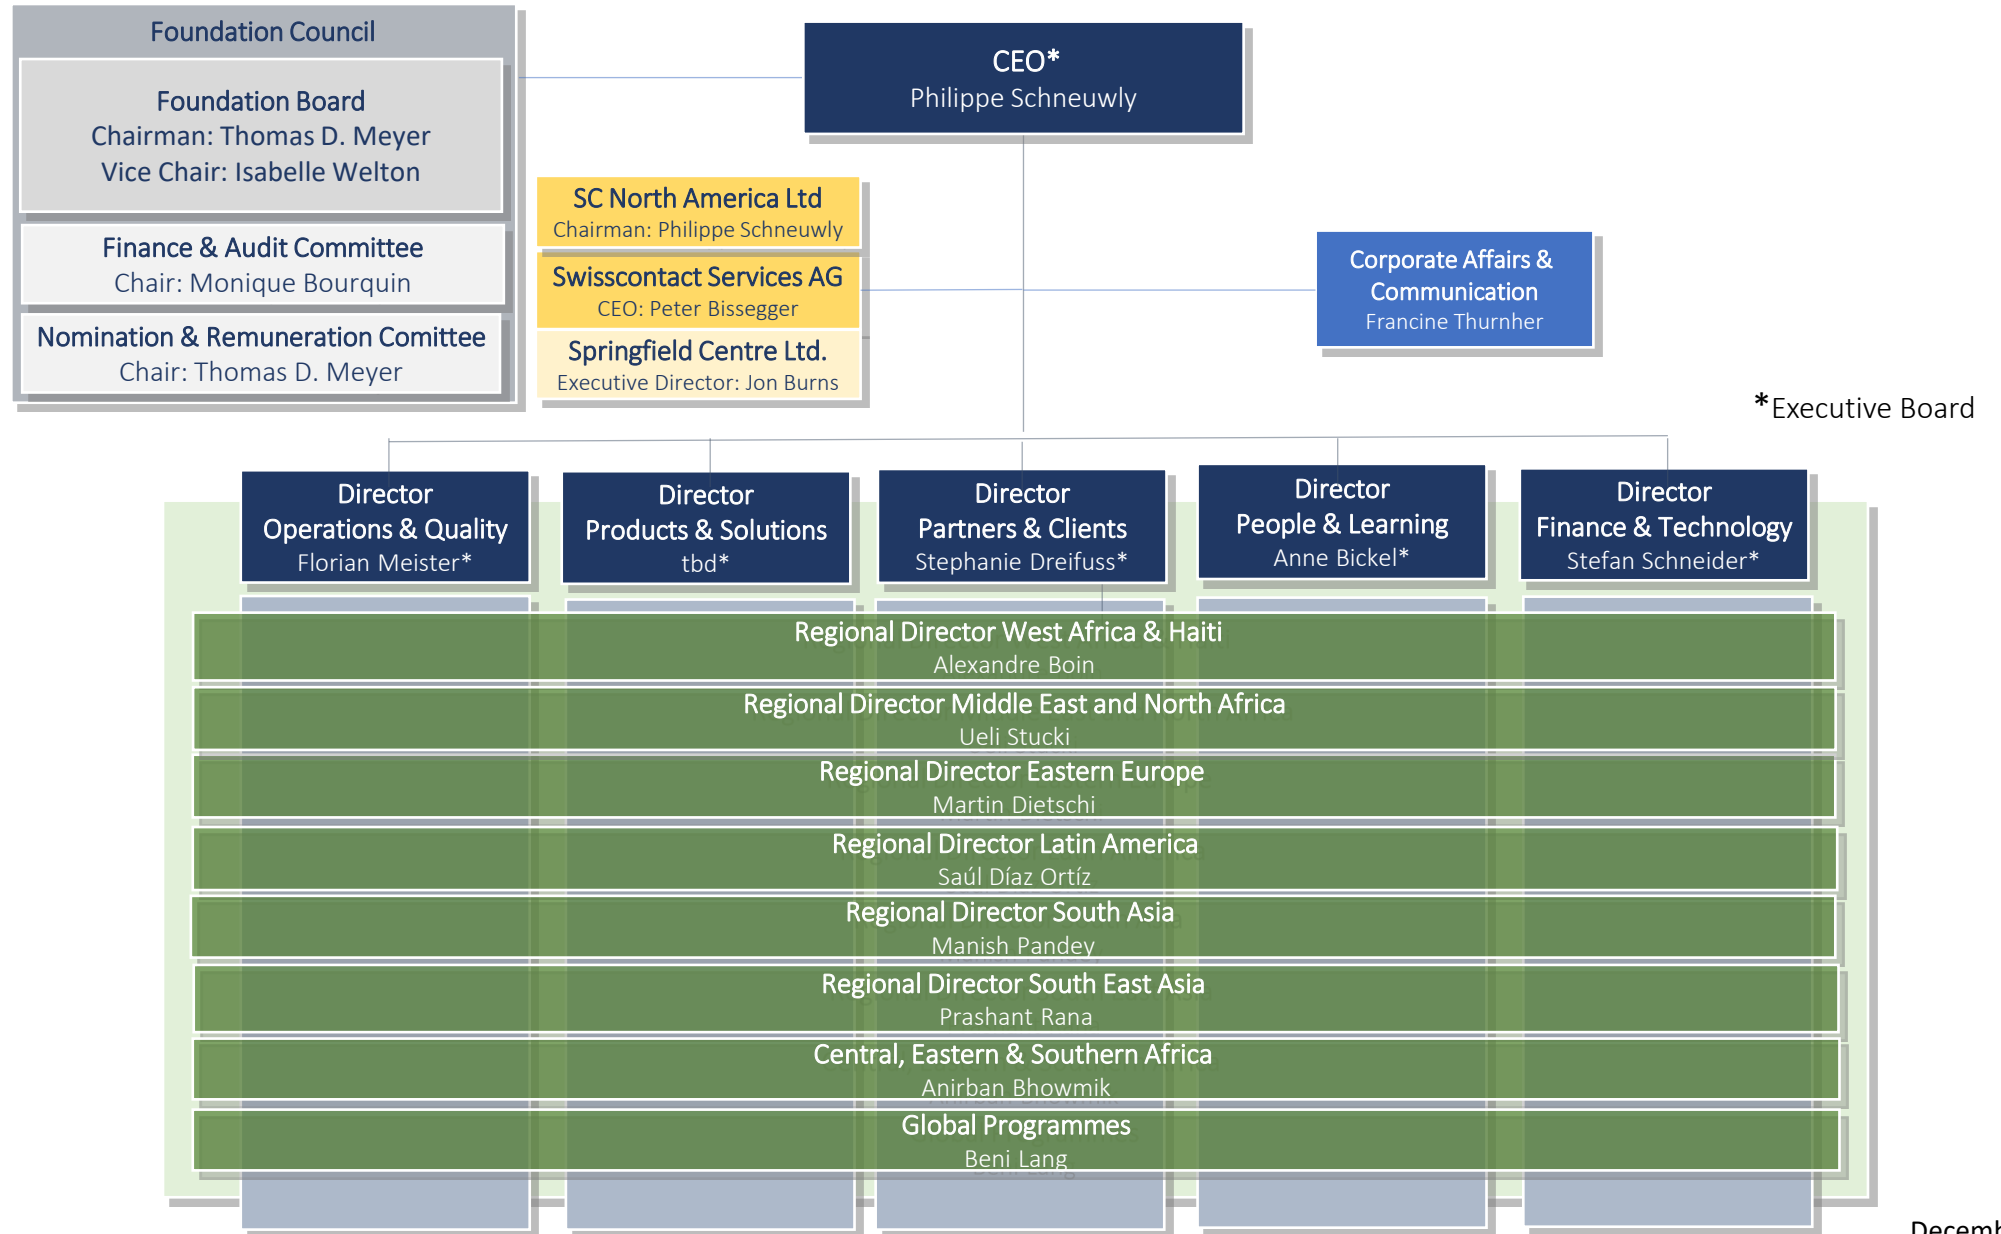 Foundation Council
Foundation Board
Chairman: Thomas D. Meyer
Vice Chair: Isabelle Welton
Finance & Audit Committee
Chair: Monique Bourquin
Nomination & Remuneration Comittee
Chair: Thomas D. Meyer
CEO*
Philippe Schneuwly
SC North America Ltd
Chairman: Philippe Schneuwly
Swisscontact Services AG
CEO: Peter Bissegger
Springfield Centre Ltd.
Executive Director: Jon Burns
Corporate Affairs &
Communication
Francine Thurnher
*Executive Board
Director
Operations & Quality
Florian Meister*
Director
Products & Solutions
tbd*
Director
Partners & Clients
Stephanie Dreifuss*
Director
People & Learning
Anne Bickel*
Director
Finance & Technology
Stefan Schneider*
Regional Director West Africa & Haiti
Alexandre Boin
Regional Director Middle East and North Africa
Ueli Stucki
Regional Director Eastern Europe
Martin Dietschi
Regional Director Latin America
Saúl Díaz Ortíz
Regional Director South Asia
Manish Pandey
Regional Director South East Asia
Prashant Rana
Central, Eastern & Southern Africa
Anirban Bhowmik
Global Programmes
Beni Lang